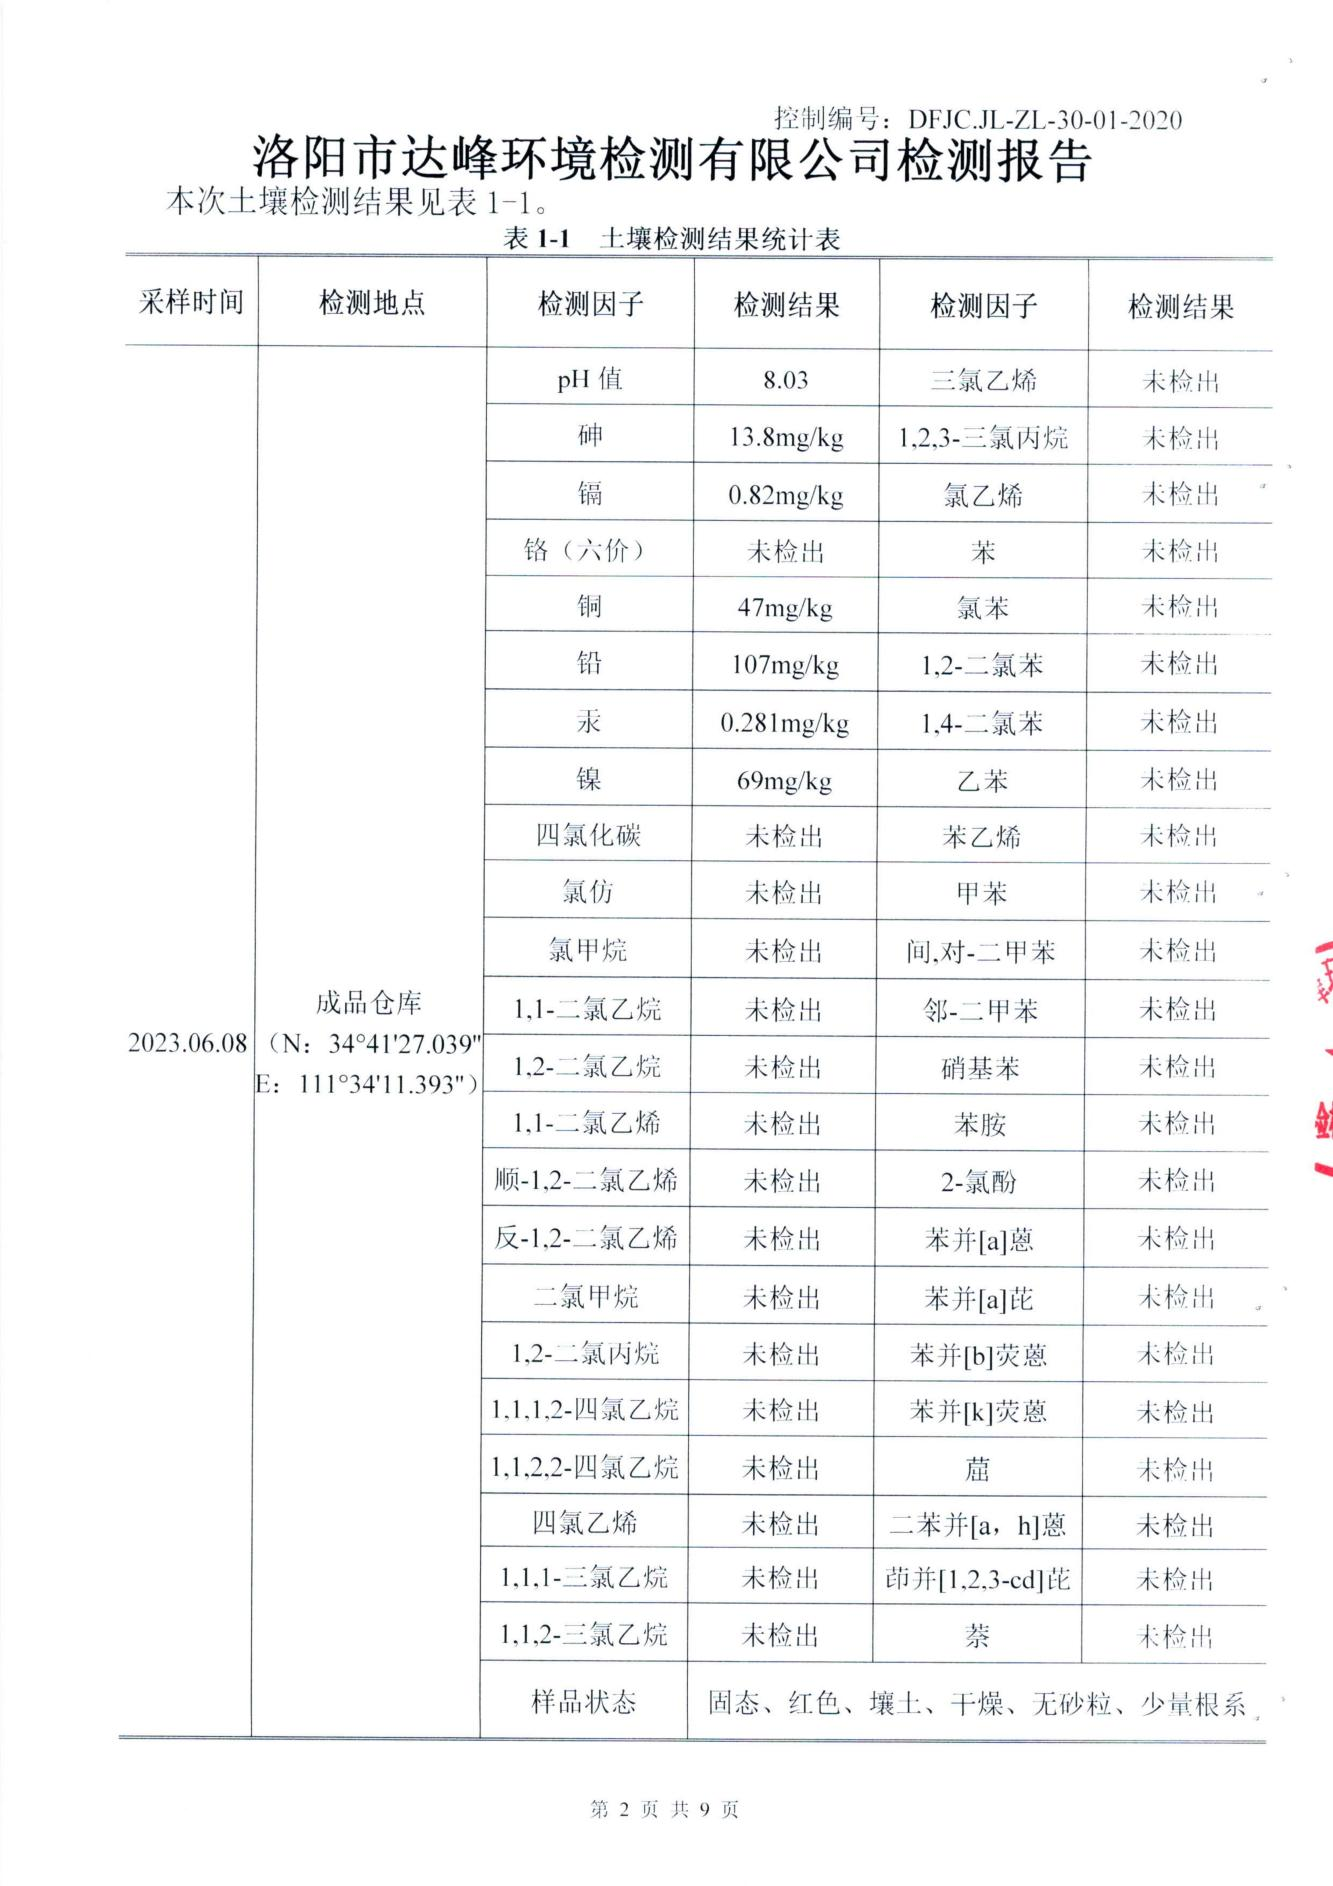 控制编号：DFJC.JL-ZL-30-01-2020
洛阳市达峰环境检测有限公司检测报告
本次土壤检测结果见表 1-1。
表 1-1 土壤检测结果统计表
采样时间 检测地点 检测因子 检测结果 检测因子 检测结果
pH 值 8.03 三氯乙烯 未检出
砷 13.8mg/kg 1,2,3-三氯丙烷 未检出
镉 0.82mg/kg 氯乙烯 未检出
铬（六价） 未检出 苯 未检出
铜 47mg/kg 氯苯 未检出
铅 107mg/kg 1,2-二氯苯 未检出
汞 0.281mg/kg 1,4-二氯苯 未检出
镍 69mg/kg 乙苯 未检出
四氯化碳 未检出 苯乙烯 未检出
氯仿 未检出 甲苯 未检出
氯甲烷 未检出 间,对-二甲苯 未检出
成品仓库
1,1-二氯乙烷 未检出 邻-二甲苯 未检出
2023.06.08 （N：34°41'27.039"
1,2-二氯乙烷 未检出 硝基苯 未检出
E：111°34'11.393"）
1,1-二氯乙烯 未检出 苯胺 未检出
顺-1,2-二氯乙烯 未检出 2-氯酚 未检出
反-1,2-二氯乙烯 未检出 苯并[a]蒽 未检出
二氯甲烷 未检出 苯并[a]芘 未检出
1,2-二氯丙烷 未检出 苯并[b]荧蒽 未检出
1,1,1,2-四氯乙烷 未检出 苯并[k]荧蒽 未检出
1,1,2,2-四氯乙烷 未检出 䓛 未检出
四氯乙烯 未检出 二苯并[a，h]蒽 未检出
1,1,1-三氯乙烷 未检出 茚并[1,2,3-cd]芘 未检出
1,1,2-三氯乙烷 未检出 萘 未检出
样品状态 固态、红色、壤土、干燥、无砂粒、少量根系
第 2 页 共 9 页